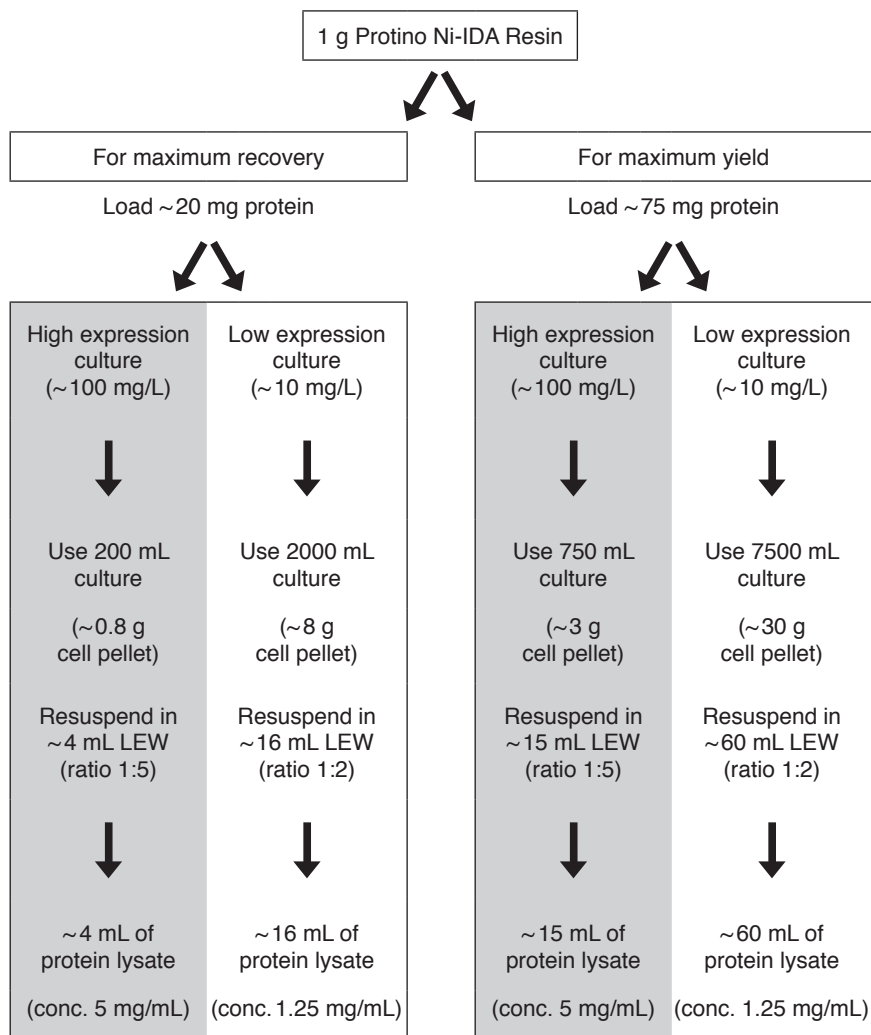 1 g Protino Ni-IDA Resin
For maximum recovery
Load ~20 mg protein
High expression
culture
(~100 mg/L)
Use 200 mL
culture
(~0.8 g
cell pellet)
Resuspend in
~4 mL LEW
(ratio 1:5)
~4 mL of
protein lysate
(conc. 5 mg/mL)
Low expression
culture
(~10 mg/L)
Use 2000 mL
culture
(~8 g
cell pellet)
Resuspend in
~16 mL LEW
(ratio 1:2)
~16 mL of
protein lysate
(conc. 1.25 mg/mL)
For maximum yield
Load ~75 mg protein
High expression
culture
(~100 mg/L)
Use 750 mL
culture
(~3 g
cell pellet)
Resuspend in
~15 mL LEW
(ratio 1:5)
~15 mL of
protein lysate
(conc. 5 mg/mL)
Low expression
culture
(~10 mg/L)
Use 7500 mL
culture
(~30 g
cell pellet)
Resuspend in
~60 mL LEW
(ratio 1:2)
~60 mL of
protein lysate
(conc. 1.25 mg/mL)